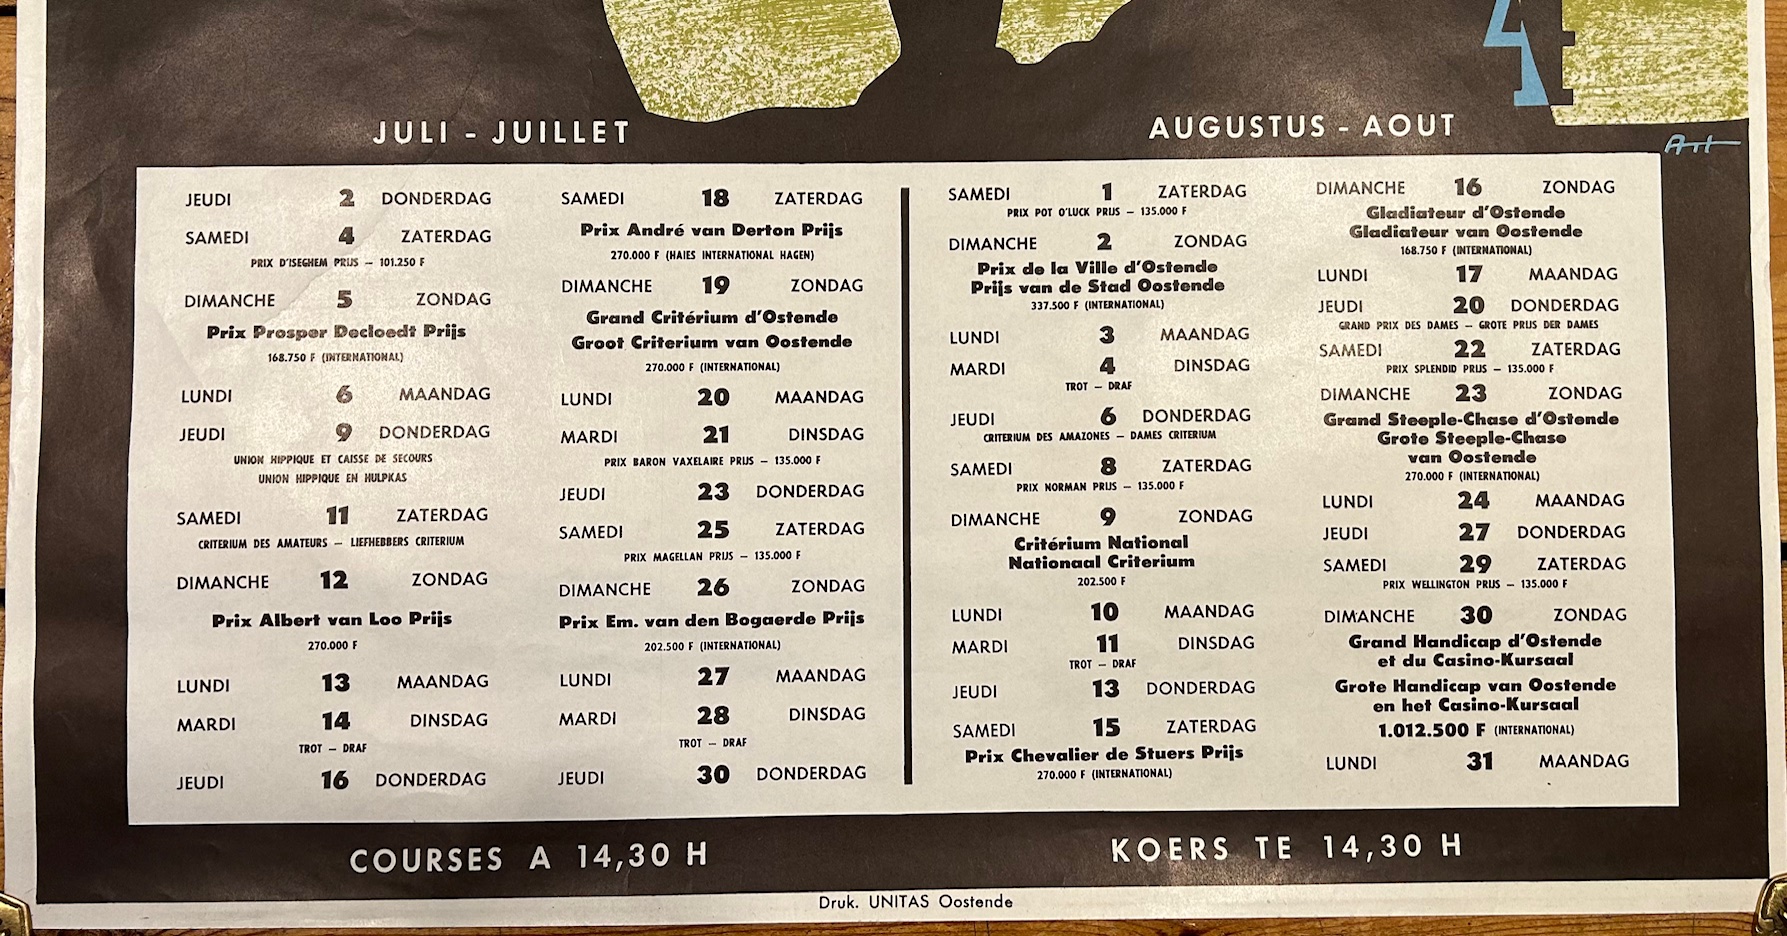 JULI - JUILLET
JEUDI 2 DONDERDAG
SAMEDI 4 ZATERDAG
PRIX D'ISEGHEM PRIJS — 101.250 F
DIMANCHE 5 ZONDAG
Prix Prosper Decloedt Prijs
168.750 F (INTERNATIONAL)
LUNDI 6 MAANDAG
JEUDI 9 DONDERDAG
UNION HIPPIQUE ET CAISSE DE SECOURS
UNION HIPPIQUE EN HULPKAS
SAMEDI 11 ZATERDAG
CRITERIUM DES AMATEURS — LIEFHEBBERS CRITERIUM
DIMANCHE 12 ZONDAG
Prix Albert van Loo Prijs
270.000 F
LUNDI 13 MAANDAG
MARDI 14 DINSDAG
TROT — DRAF
JEUDI 16 DONDERDAG
SAMEDI 18 ZATERDAG
Prix André van Derton Prijs
270.000 F (HAIES INTERNATIONAL HAGEN)
DIMANCHE 19 ZONDAG
Grand Critérium d'Ostende
Groot Criterium van Oostende
270.000 F (INTERNATIONAL)
LUNDI 20 MAANDAG
MARDI 21 DINSDAG
PRIX BARON VAXELAIRE PRIJS — 135.000 F
JEUDI 23 DONDERDAG
SAMEDI 25 ZATERDAG
PRIX MAGELLAN PRIJS — 135.000 F
DIMANCHE 26 ZONDAG
Prix Em. van den Bogaerde Prijs
202.500 F (INTERNATIONAL)
LUNDI 27 MAANDAG
MARDI 28 DINSDAG
TROT — DRAF
JEUDI 30 DONDERDAG
AUGUSTUS - AOUT
SAMEDI 1 ZATERDAG
PRIX POT O'LUCK PRIJS — 135.000 F
DIMANCHE 2 ZONDAG
Prix de la Ville d'Ostende
Prijs van de Stad Oostende
337.500 F (INTERNATIONAL)
LUNDI 3 MAANDAG
MARDI 4 DINSDAG
TROT — DRAF
JEUDI 6 DONDERDAG
CRITERIUM DES AMAZONES — DAMES CRITERIUM
SAMEDI 8 ZATERDAG
PRIX NORMAN PRIJS — 135.000 F
DIMANCHE 9 ZONDAG
Critérium National
Nationaal Criterium
202.500 F
LUNDI 10 MAANDAG
MARDI 11 DINSDAG
TROT — DRAF
JEUDI 13 DONDERDAG
SAMEDI 15 ZATERDAG
Prix Chevalier de Stuers Prijs
270.000 F (INTERNATIONAL)
DIMANCHE 16 ZONDAG
Gladiateur d'Ostende
Gladiateur van Oostende
168.750 F (INTERNATIONAL)
LUNDI 17 MAANDAG
JEUDI 20 DONDERDAG
GRAND PRIX DES DAMES — GROTE PRIJS DER DAMES
SAMEDI 22 ZATERDAG
PRIX SPLENDID PRIJS — 135.000 F
DIMANCHE 23 ZONDAG
Grand Steeple-Chase d'Ostende
Grote Steeple-Chase
van Oostende
270.000 F (INTERNATIONAL)
LUNDI 24 MAANDAG
JEUDI 27 DONDERDAG
SAMEDI 29 ZATERDAG
PRIX WELLINGTON PRIJS — 135.000 F
DIMANCHE 30 ZONDAG
Grand Handicap d'Ostende
et du Casino-Kursaal
Grote Handicap van Oostende
en het Casino-Kursaal
1.012.500 F (INTERNATIONAL)
LUNDI 31 MAANDAG
COURSES A 14,30 H
KOERS TE 14,30 H
Druk. UNITAS Oostende